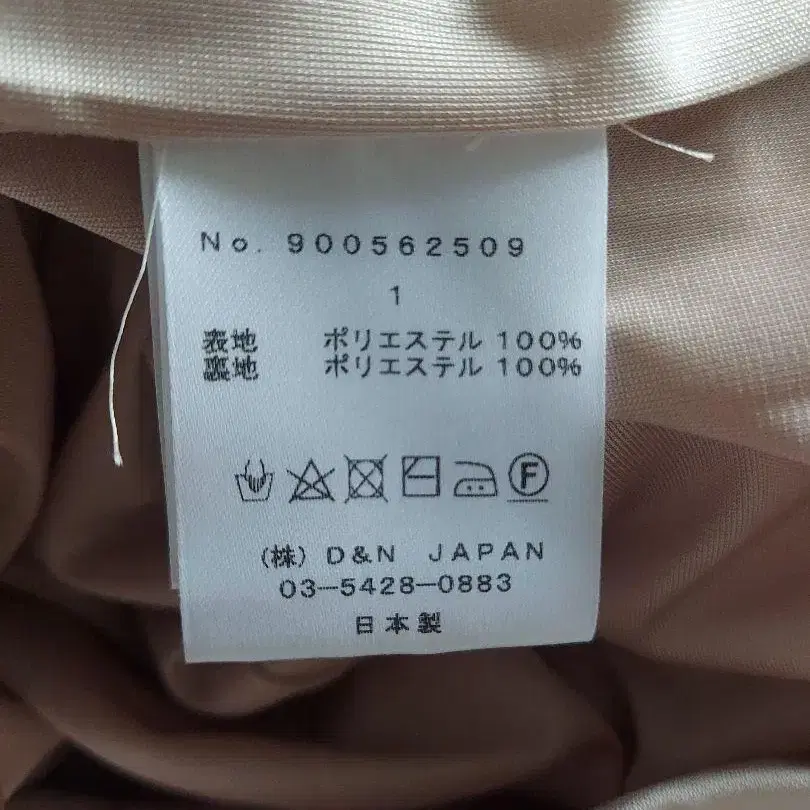 No. 900562509
1
表地 ポリエステル 100%
裏地 ポリエステル 100%
F
(株) D&N JAPAN
03-5428-0883
日本製